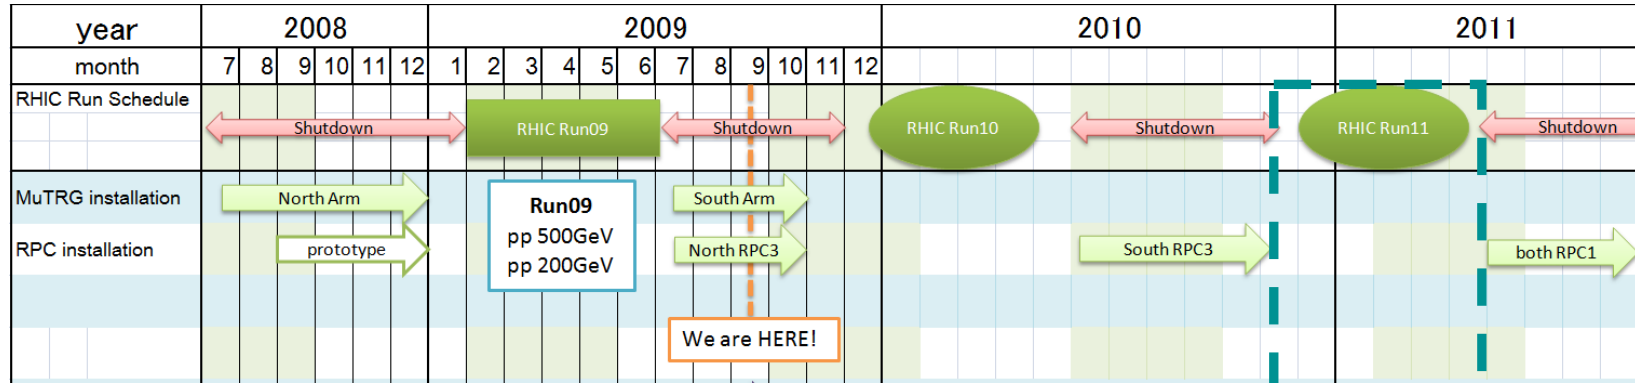 year 2008 2009 2010 2011
month 7 8 9 10 11 12 1 2 3 4 5 6 7 8 9 10 11 12
RHIC Run Schedule
Shutdown RHIC Run09 Shutdown RHIC Run10 Shutdown RHIC Run11 Shutdown
MuTRG installation North Arm South Arm
Run09
pp 500GeV
pp 200GeV
RPC installation prototype North RPC3 South RPC3 both RPC1
We are HERE!